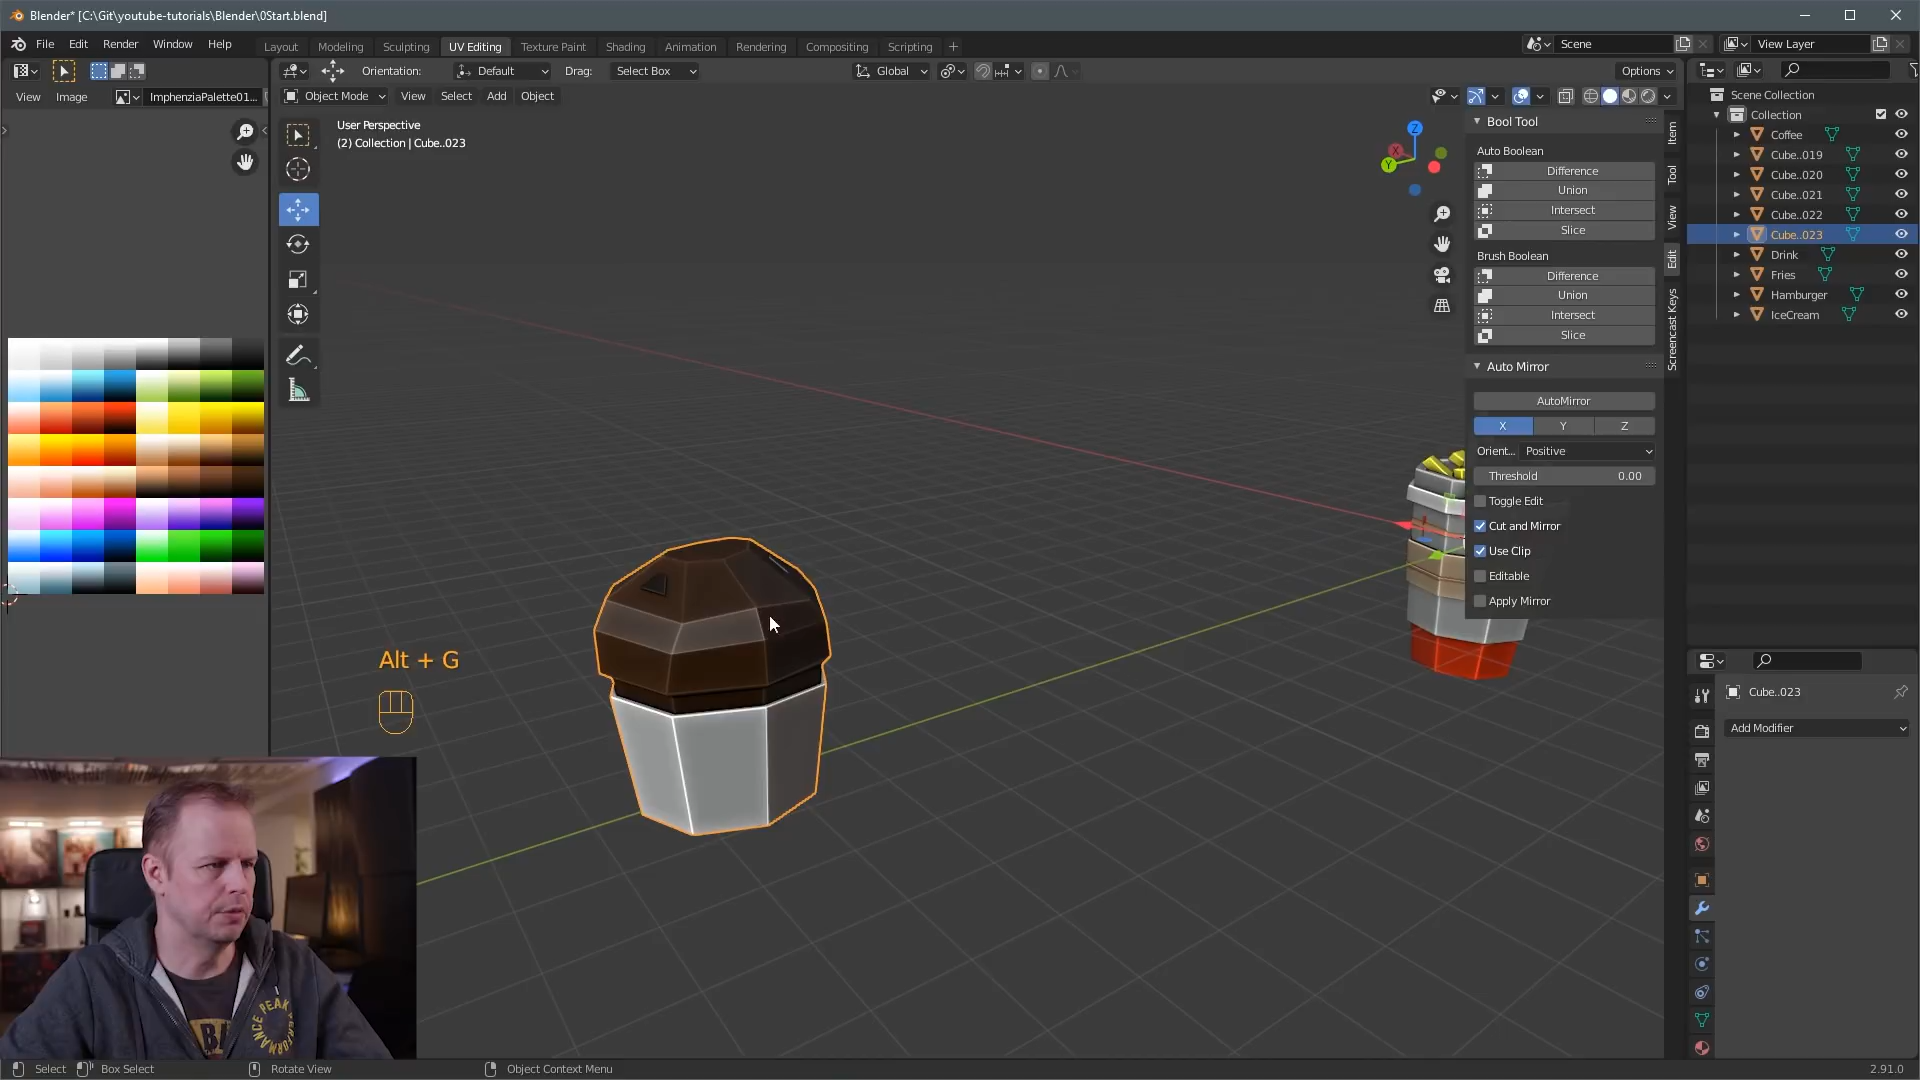 Blender* [C:\Git\youtube-tutorials\Blender\0Start.blend]
File Edit Render Window Help
Layout Modeling Sculpting UV Editing Texture Paint Shading Animation Rendering Compositing Scripting +
Scene
View Layer
Orientation: Default Drag: Select Box
Global
Options
View Image ImphenziaPalette01...
Object Mode View Select Add Object
User Perspective
(2) Collection | Cube..023
Z
X
Y
Bool Tool
Auto Boolean
Difference
Union
Intersect
Slice
Brush Boolean
Difference
Union
Intersect
Slice
Auto Mirror
AutoMirror
X Y Z
Orient... Positive
Threshold 0.00
Toggle Edit
Cut and Mirror
Use Clip
Editable
Apply Mirror
Item
Tool
View
Edit
Screencast Keys
Scene Collection
Collection
Coffee
Cube..019
Cube..020
Cube..021
Cube..022
Cube..023
Drink
Fries
Hamburger
IceCream
Cube..023
Add Modifier
Alt + G
PEAK PERFORMANCE
Select Box Select Rotate View Object Context Menu
2.91.0